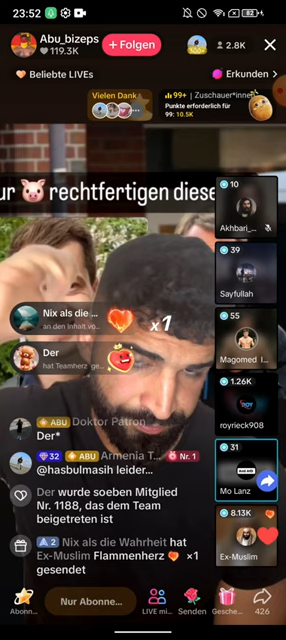 23:52
82
Abu_bizeps
119.3K
+ Folgen
2.8K
Beliebte LIVEs
Erkunden >
Vielen Dank
99+ | Zuschauer*inne
Punkte erforderlich für
99: 10.5K
ur 🐷 rechtfertigen diese
10
Akhbari_...
39
Sayfullah
55
Magomed I...
1.26K
royrieck908
31
Mo Lanz
8.13K
Ex-Muslim
Nix als die ...
an den Inhalt vo...
x1
Der
hat Teamherz ge...
ABU Doktor Patron
Der*
32 ABU Armenia T... Nr. 1
@hasbulmasih leider...
Der wurde soeben Mitglied
Nr. 1188, das dem Team
beigetreten ist
2 Nix als die Wahrheit hat
Ex-Muslim Flammenherz ×1
gesendet
Nur Abonne...
Abonn...
LIVE mi...
Senden
Gesche...
426